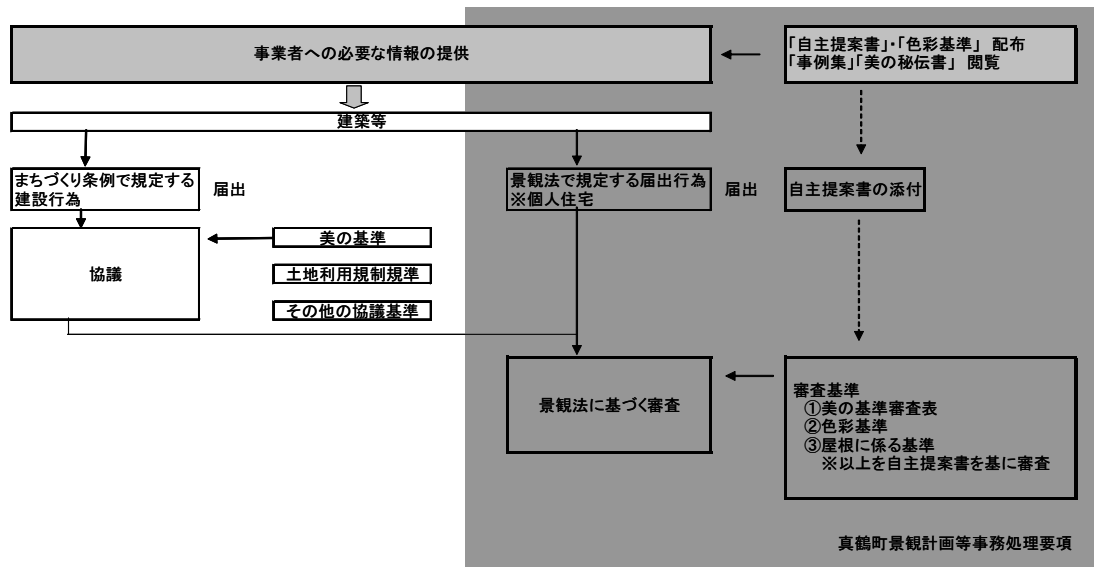 事業者への必要な情報の提供
「自主提案書」・「色彩基準」 配布
「事例集」「美の秘伝書」 閲覧
建築等
まちづくり条例で規定する
建設行為
届出
景観法で規定する届出行為
※個人住宅
届出
自主提案書の添付
協議
美の基準
土地利用規制規準
その他の協議基準
景観法に基づく審査
審査基準
①美の基準審査表
②色彩基準
③屋根に係る基準
※以上を自主提案書を基に審査
真鶴町景観計画等事務処理要項